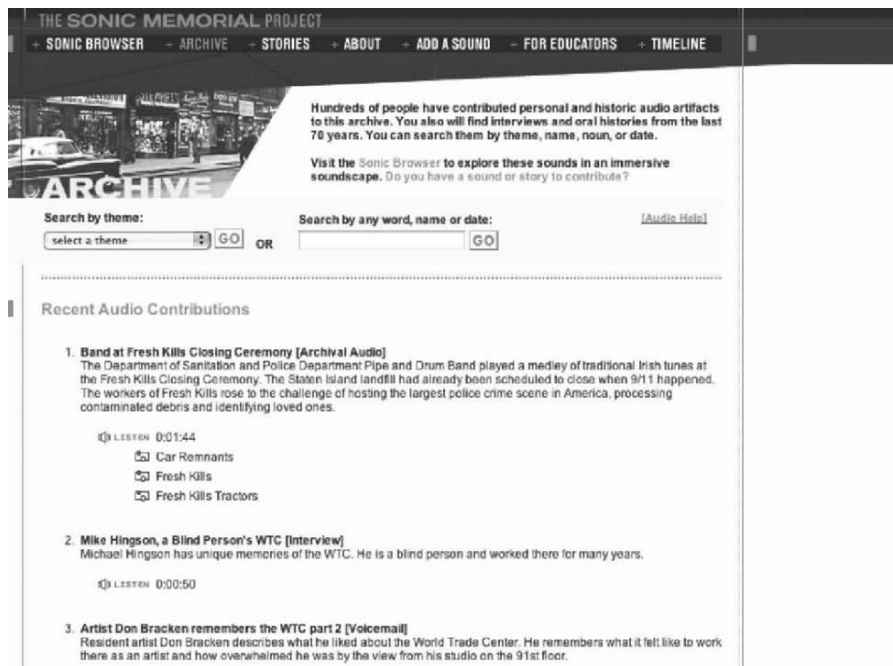 THE SONIC MEMORIAL PROJECT
+ SONIC BROWSER + ARCHIVE + STORIES + ABOUT + ADD A SOUND + FOR EDUCATORS + TIMELINE
Hundreds of people have contributed personal and historic audio artifacts
to this archive. You also will find interviews and oral histories from the last
70 years. You can search them by theme, name, noun, or date.
Visit the Sonic Browser to explore these sounds in an immersive
soundscape. Do you have a sound or story to contribute?
ARCHIVE
Search by theme:
select a theme GO OR
Search by any word, name or date:
GO
[Audio Help]
Recent Audio Contributions
1. Band at Fresh Kills Closing Ceremony [Archival Audio]
The Department of Sanitation and Police Department Pipe and Drum Band played a medley of traditional Irish tunes at
the Fresh Kills Closing Ceremony. The Staten Island landfill had already been scheduled to close when 9/11 happened.
The workers of Fresh Kills rose to the challenge of hosting the largest police crime scene in America, processing
contaminated debris and identifying loved ones.
LISTEN 0:01:44
Car Remnants
Fresh Kills
Fresh Kills Tractors
2. Mike Hingson, a Blind Person's WTC [Interview]
Michael Hingson has unique memories of the WTC. He is a blind person and worked there for many years.
LISTEN 0:00:50
3. Artist Don Bracken remembers the WTC part 2 [Voicemail]
Resident artist Don Bracken describes what he liked about the World Trade Center. He remembers what it felt like to work
there as an artist and how overwhelmed he was by the view from his studio on the 91st floor.